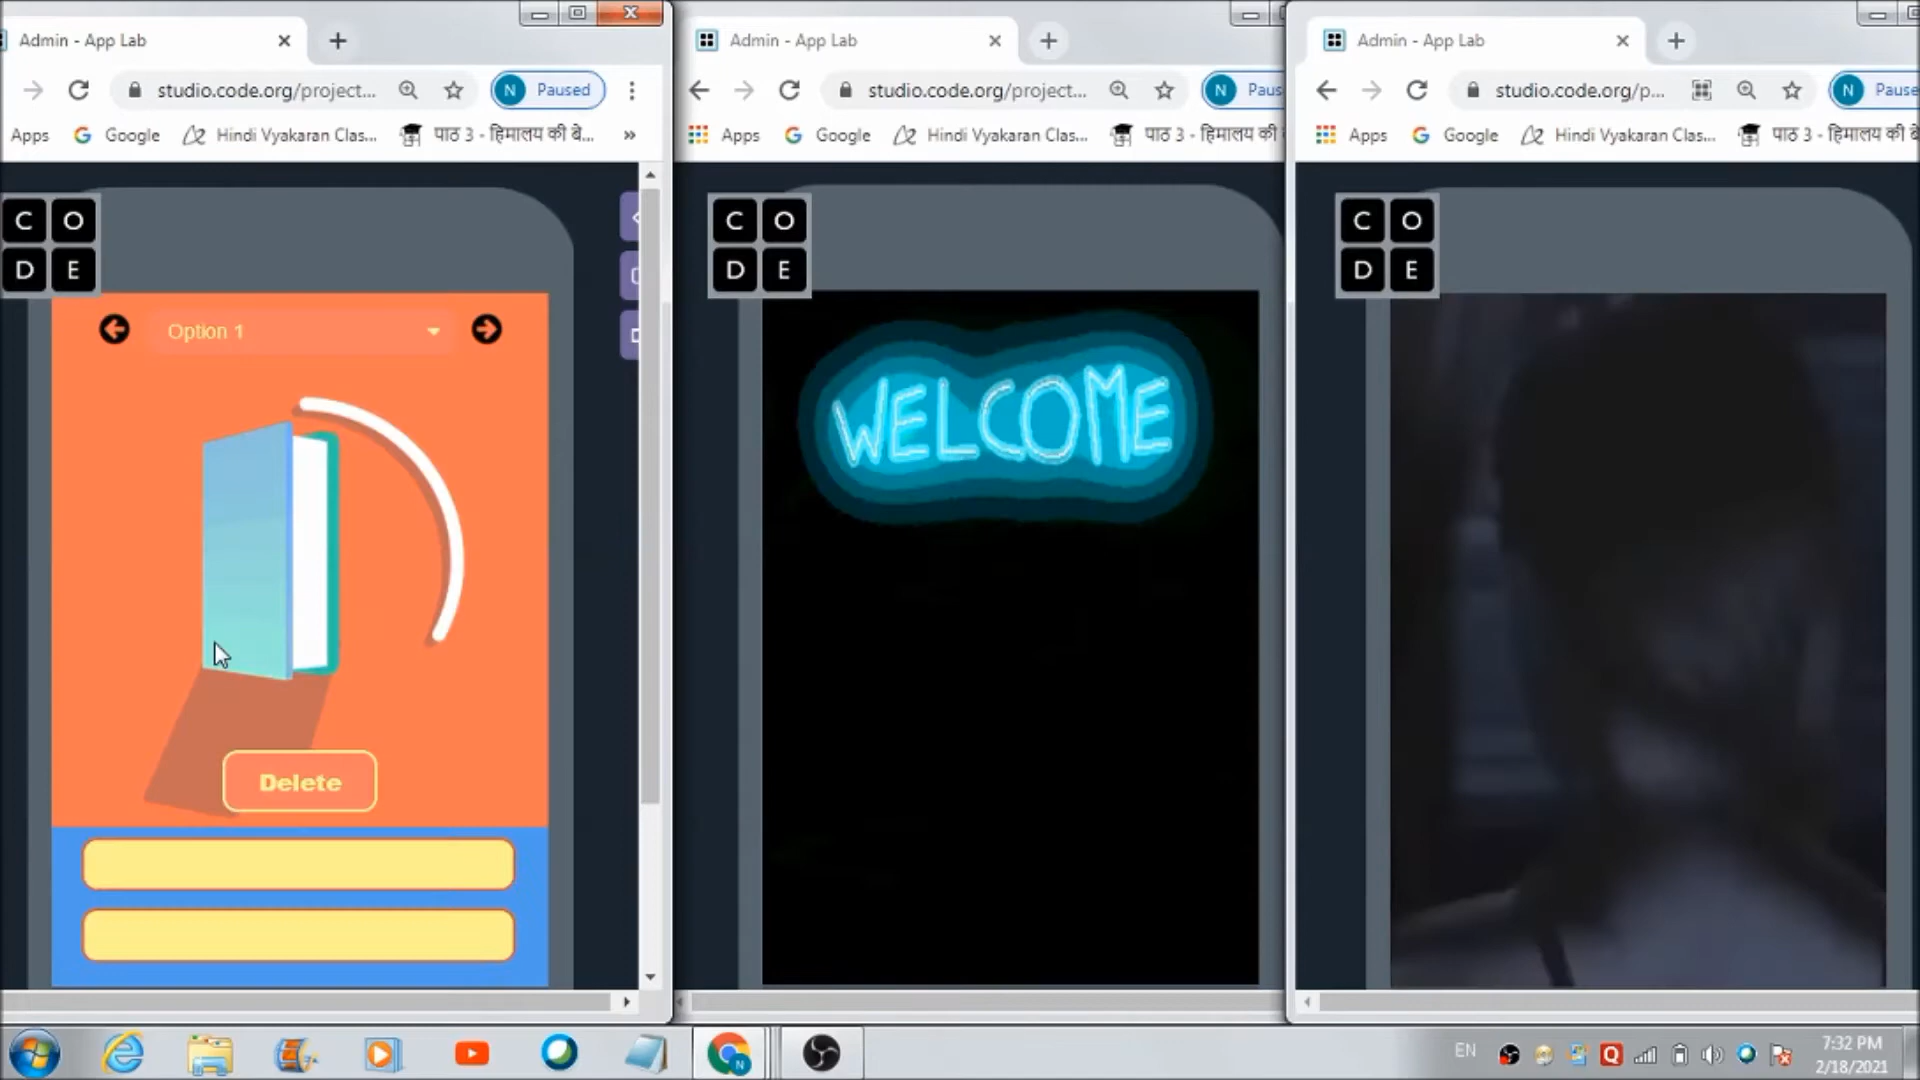 Admin - App Lab
studio.code.org/project...
N Paused
Apps Google Hindi Vyakaran Clas... पाठ 3 - हिमालय की बे... »
C O
D E
Option 1
Delete
Admin - App Lab
studio.code.org/project...
N Paus
Apps Google Hindi Vyakaran Clas... पाठ 3 - हिमालय की
C O
D E
WELCOME
Admin - App Lab
studio.code.org/p...
N Pause
Apps Google Hindi Vyakaran Clas... पाठ 3 - हिमालय की बे
C O
D E
EN
7:32 PM
2/18/2021